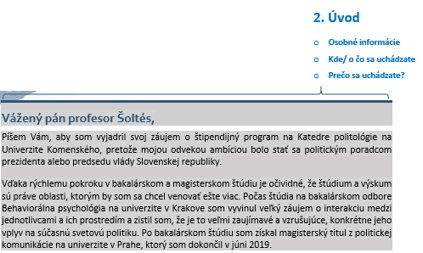 2. Úvod
Osobné informácie
Kde/ o čo sa uchádzate
Prečo sa uchádzate?
Vážený pán profesor Šoltés,
Píšem Vám, aby som vyjadril svoj záujem o štipendijný program na Katedre politológie na
Univerzite Komenského, pretože mojou odvekou ambíciou bolo stať sa politickým poradcom
prezidenta alebo predsedu vlády Slovenskej republiky.
Vďaka rýchlemu pokroku v bakalárskom a magisterskom štúdiu je očividné, že štúdium a výskum
sú práve oblasti, ktorým by som sa chcel venovať ešte viac. Počas štúdia na bakalárskom odbore
Behaviorálna psychológia na univerzite v Krakove som vyvinul veľký záujem o interakciu medzi
jednotlivcami a ich prostredím a zistil som, že je to veľmi zaujímavé a vzrušujúce, konkrétne jeho
vplyv na súčasnú svetovú politiku. Po bakalárskom štúdiu som získal magisterský titul z politickej
komunikácie na univerzite v Prahe, ktorý som dokončil v júni 2019.